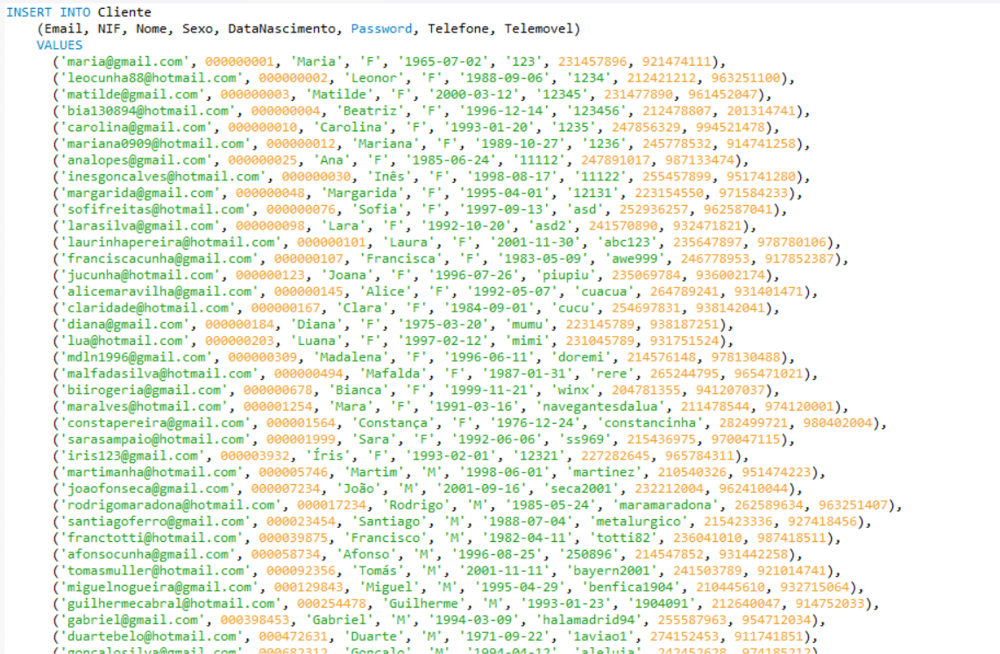 INSERT INTO Cliente
(Email, NIF, Nome, Sexo, DataNascimento, Password, Telefone, Telemovel)
VALUES
('maria@gmail.com', 000000001, 'Maria', 'F', '1965-07-02', '123', 231457896, 921474111),
('leocunha88@hotmail.com', 000000002, 'Leonor', 'F', '1988-09-06', '1234', 212421212, 963251100),
('matilde@gmail.com', 000000003, 'Matilde', 'F', '2000-03-12', '12345', 231477890, 961452047),
('bia130894@hotmail.com', 000000004, 'Beatriz', 'F', '1996-12-14', '123456', 212478807, 201314741),
('carolina@gmail.com', 000000010, 'Carolina', 'F', '1993-01-20', '1235', 247856329, 994521478),
('mariana0909@hotmail.com', 000000012, 'Mariana', 'F', '1989-10-27', '1236', 245778532, 914741258),
('analopes@gmail.com', 000000025, 'Ana', 'F', '1985-06-24', '11112', 247891017, 987133474),
('inesgoncalves@hotmail.com', 000000030, 'Inês', 'F', '1998-08-17', '11122', 255457899, 951741280),
('margarida@gmail.com', 000000048, 'Margarida', 'F', '1995-04-01', '12131', 223154550, 971584233),
('sofifreitas@hotmail.com', 000000076, 'Sofia', 'F', '1997-09-13', 'asd', 252936257, 962587041),
('larasilva@gmail.com', 000000098, 'Lara', 'F', '1992-10-20', 'asd2', 241570890, 932471821),
('laurinhapereira@hotmail.com', 000000101, 'Laura', 'F', '2001-11-30', 'abc123', 235647897, 978780106),
('franciscacunha@gmail.com', 000000107, 'Francisca', 'F', '1983-05-09', 'awe999', 246778953, 917852387),
('jucunha@hotmail.com', 000000123, 'Joana', 'F', '1996-07-26', 'piupiu', 235069784, 936002174),
('alicemaravilha@gmail.com', 000000145, 'Alice', 'F', '1992-05-07', 'cuacua', 264789241, 931401471),
('claridade@hotmail.com', 000000167, 'Clara', 'F', '1984-09-01', 'cucu', 254697831, 938142041),
('diana@gmail.com', 000000184, 'Diana', 'F', '1975-03-20', 'mumu', 223145789, 938187251),
('lua@hotmail.com', 000000203, 'Luana', 'F', '1997-02-12', 'mimi', 231045789, 931751524),
('mdln1996@gmail.com', 000000309, 'Madalena', 'F', '1996-06-11', 'doremi', 214576148, 978130488),
('malfadasilva@hotmail.com', 000000494, 'Mafalda', 'F', '1987-01-31', 'rere', 265244795, 965471021),
('biirogeria@gmail.com', 000000678, 'Bianca', 'F', '1999-11-21', 'winx', 204781355, 941207037),
('maralves@hotmail.com', 000001254, 'Mara', 'F', '1991-03-16', 'navegantesdalua', 211478544, 974120001),
('constapereira@gmail.com', 000001564, 'Constança', 'F', '1976-12-24', 'constancinha', 282499721, 980402004),
('sarasampaio@hotmail.com', 000001999, 'Sara', 'F', '1992-06-06', 'ss969', 215436975, 970047115),
('iris123@gmail.com', 000003932, 'Íris', 'F', '1993-02-01', '12321', 227282645, 965784311),
('martimanha@hotmail.com', 000005746, 'Martim', 'M', '1998-06-01', 'martinez', 210540326, 951474223),
('joaofonseca@gmail.com', 000007234, 'João', 'M', '2001-09-16', 'seca2001', 232212004, 962410044),
('rodrigomaradona@hotmail.com', 000017234, 'Rodrigo', 'M', '1985-05-24', 'maramaradona', 262589634, 963251407),
('santiagoferro@gmail.com', 000023454, 'Santiago', 'M', '1988-07-04', 'metalurgico', 215423336, 927418456),
('franctotti@hotmail.com', 000039875, 'Francisco', 'M', '1982-04-11', 'totti82', 236041010, 987418511),
('afonsocunha@gmail.com', 000058734, 'Afonso', 'M', '1996-08-25', '250896', 214547852, 931442258),
('tomasmuller@hotmail.com', 000092356, 'Tomás', 'M', '2001-11-11', 'bayern2001', 241503789, 921014741),
('miguelnogueira@gmail.com', 000129843, 'Miguel', 'M', '1995-04-29', 'benfica1904', 210445610, 932715064),
('guilhermecabral@hotmail.com', 000254478, 'Guilherme', 'M', '1993-01-23', '1904091', 212640047, 914752033),
('gabriel@gmail.com', 000398453, 'Gabriel', 'M', '1994-03-09', 'halamadrid94', 255587963, 954712034),
('duartebelo@hotmail.com', 000472631, 'Duarte', 'M', '1971-09-22', '1aviao1', 274152453, 911741851),
('goncalosilva@gmail.com', 000682312, 'Gonçalo', 'M', '1994-04-12', 'aleluia', 242452628, 974185212)